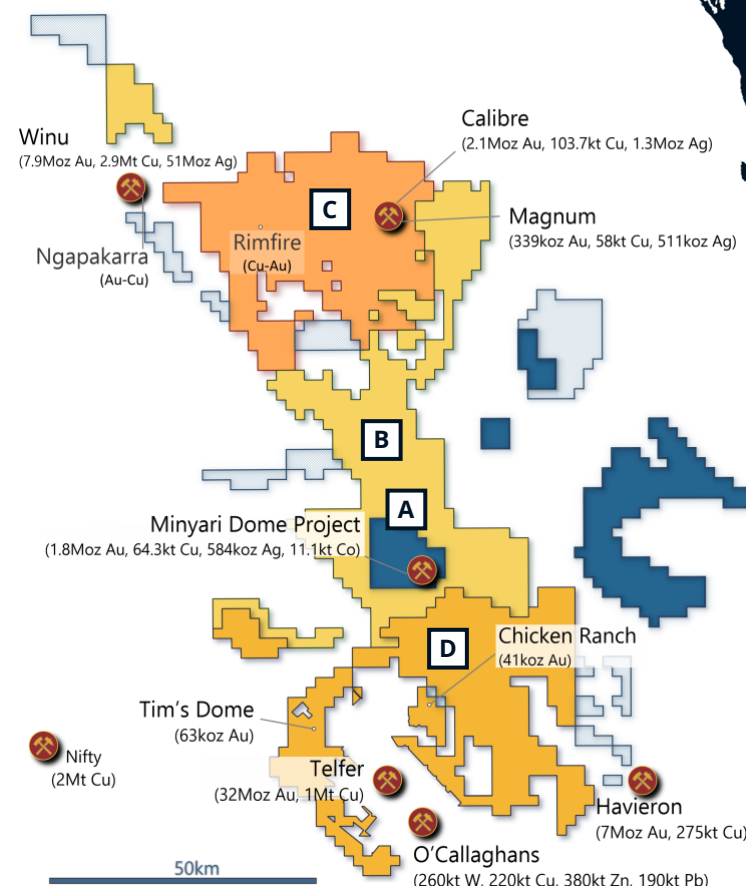 Calibre
(2.1Moz Au, 103.7kt Cu, 1.3Moz Ag)
Winu
(7.9Moz Au, 2.9Mt Cu, 51Moz Ag)
C
Magnum
(339koz Au, 58kt Cu, 511koz Ag)
Rimfire
(Cu-Au)
Ngapakarra
(Au-Cu)
B
A
Minyari Dome Project
(1.8Moz Au, 64.3kt Cu, 584koz Ag, 11.1kt Co)
Chicken Ranch
(41koz Au)
D
Tim's Dome
(63koz Au)
Nifty
(2Mt Cu)
Telfer
(32Moz Au, 1Mt Cu)
Havieron
(7Moz Au, 275kt Cu)
O'Callaghans
(260kt W, 220kt Cu, 380kt Zn, 190kt Pb)
50km